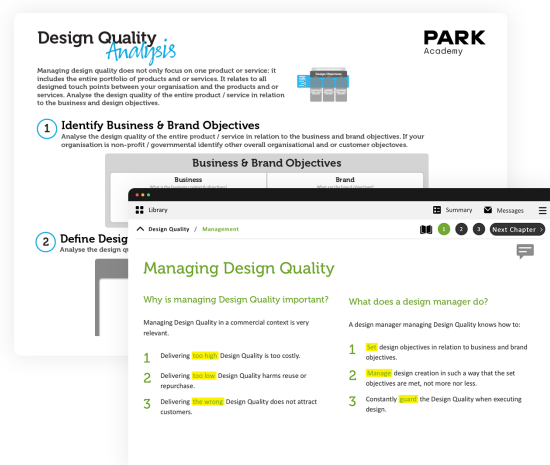 Design Quality
Analysis
PARK
Academy
Managing design quality does not only focus on one product or service: it
includes the entire portfolio of products and or services. It relates to all
designed touch points between your organisation and the products and or
services. Analyse the design quality of the entire product / service in relation
to the business and design objectives.
1 Identify Business & Brand Objectives
Analyse the design quality of the entire product / service in relation to the business and brand objectives. If your
organisation is non-profit / governmental identify other overall organisational and or customer objectoves.
Business & Brand Objectives
Business
Brand
2 Define Desig
Analyse the design qu
Library
Summary
Messages
Design Quality / Management
1 2 3 Next Chapter >
Managing Design Quality
Why is managing Design Quality important?
Managing Design Quality in a commercial context is very
relevant.
1 Delivering too high Design Quality is too costly.
2 Delivering too low Design Quality harms reuse or
repurchase.
3 Delivering the wrong Design Quality does not attract
customers.
What does a design manager do?
A design manager managing Design Quality knows how to:
1 Set design objectives in relation to business and brand
objectives.
2 Manage design creation in such a way that the set
objectives are met, not more nor less.
3 Constantly guard the Design Quality when executing
design.